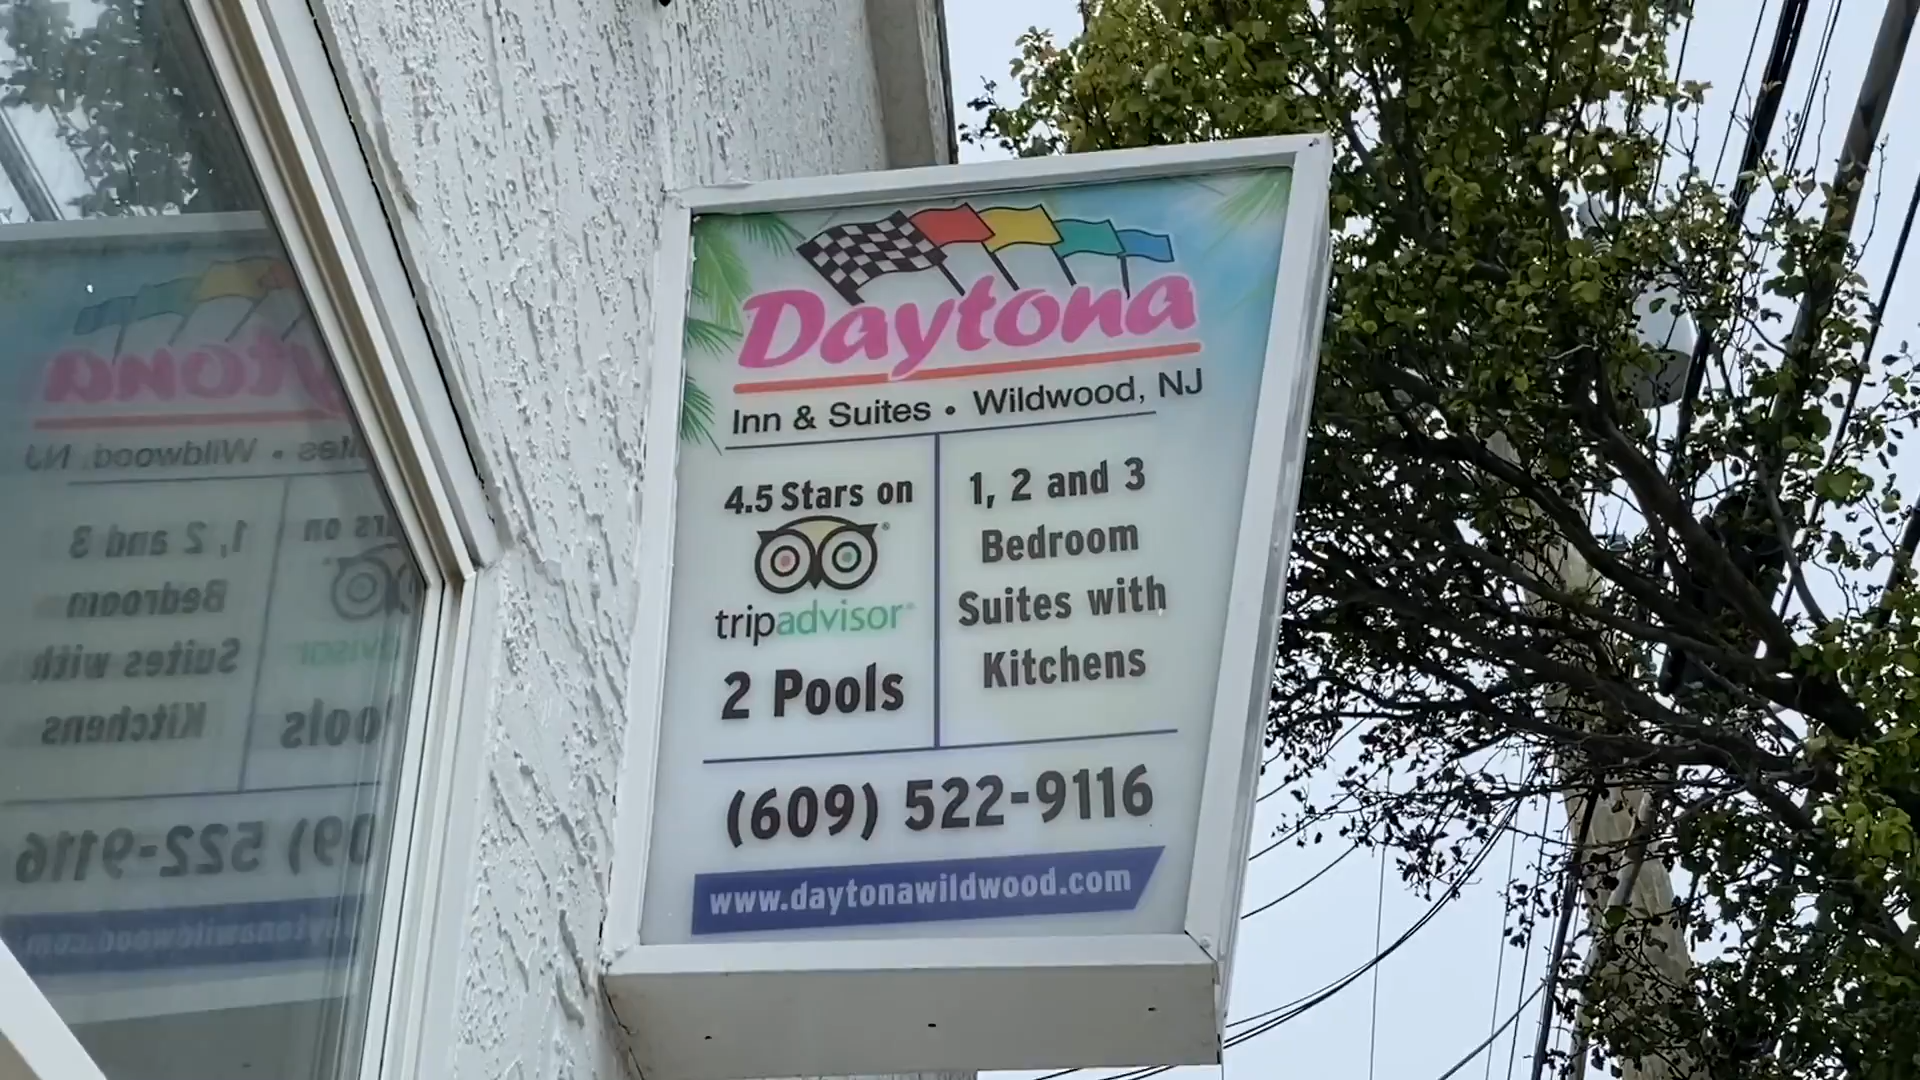 Daytona
Inn & Suites • Wildwood, NJ
4.5 Stars on
tripadvisor®
2 Pools
1, 2 and 3
Bedroom
Suites with
Kitchens
(609) 522-9116
www.daytonawildwood.com